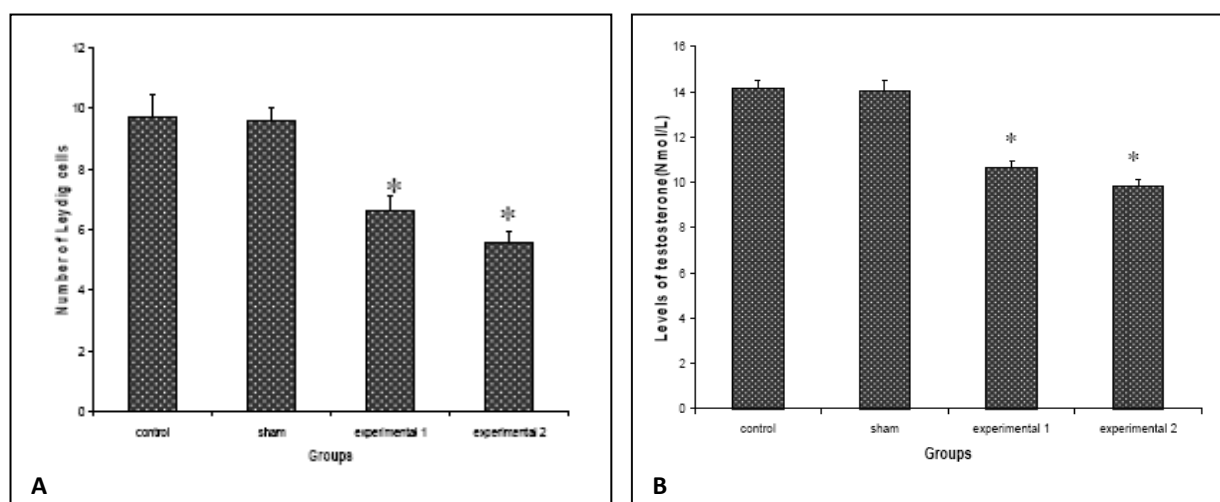 12
10
8
6
4
2
0
Number of Leydig cells
*
*
control sham experimental 1 experimental 2
Groups
A
16
14
12
10
8
6
4
2
0
Levels of testosterone(Nmol/L)
*
*
control sham experimental 1 experimental 2
Groups
B